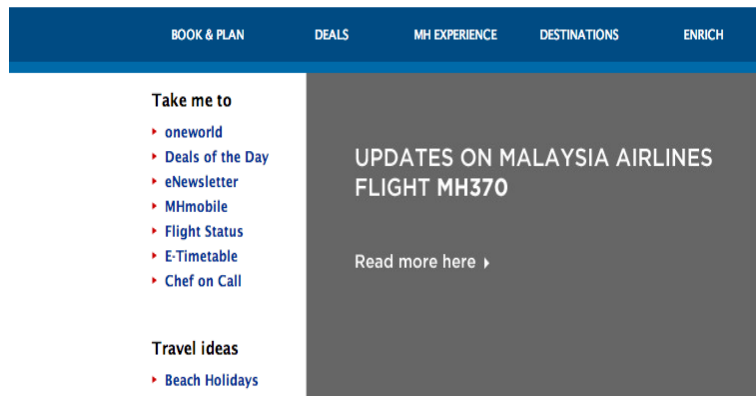 BOOK & PLAN DEALS MH EXPERIENCE DESTINATIONS ENRICH
Take me to
oneworld
Deals of the Day
eNewsletter
MHmobile
Flight Status
E-Timetable
Chef on Call
Travel ideas
Beach Holidays
UPDATES ON MALAYSIA AIRLINES
FLIGHT MH370
Read more here